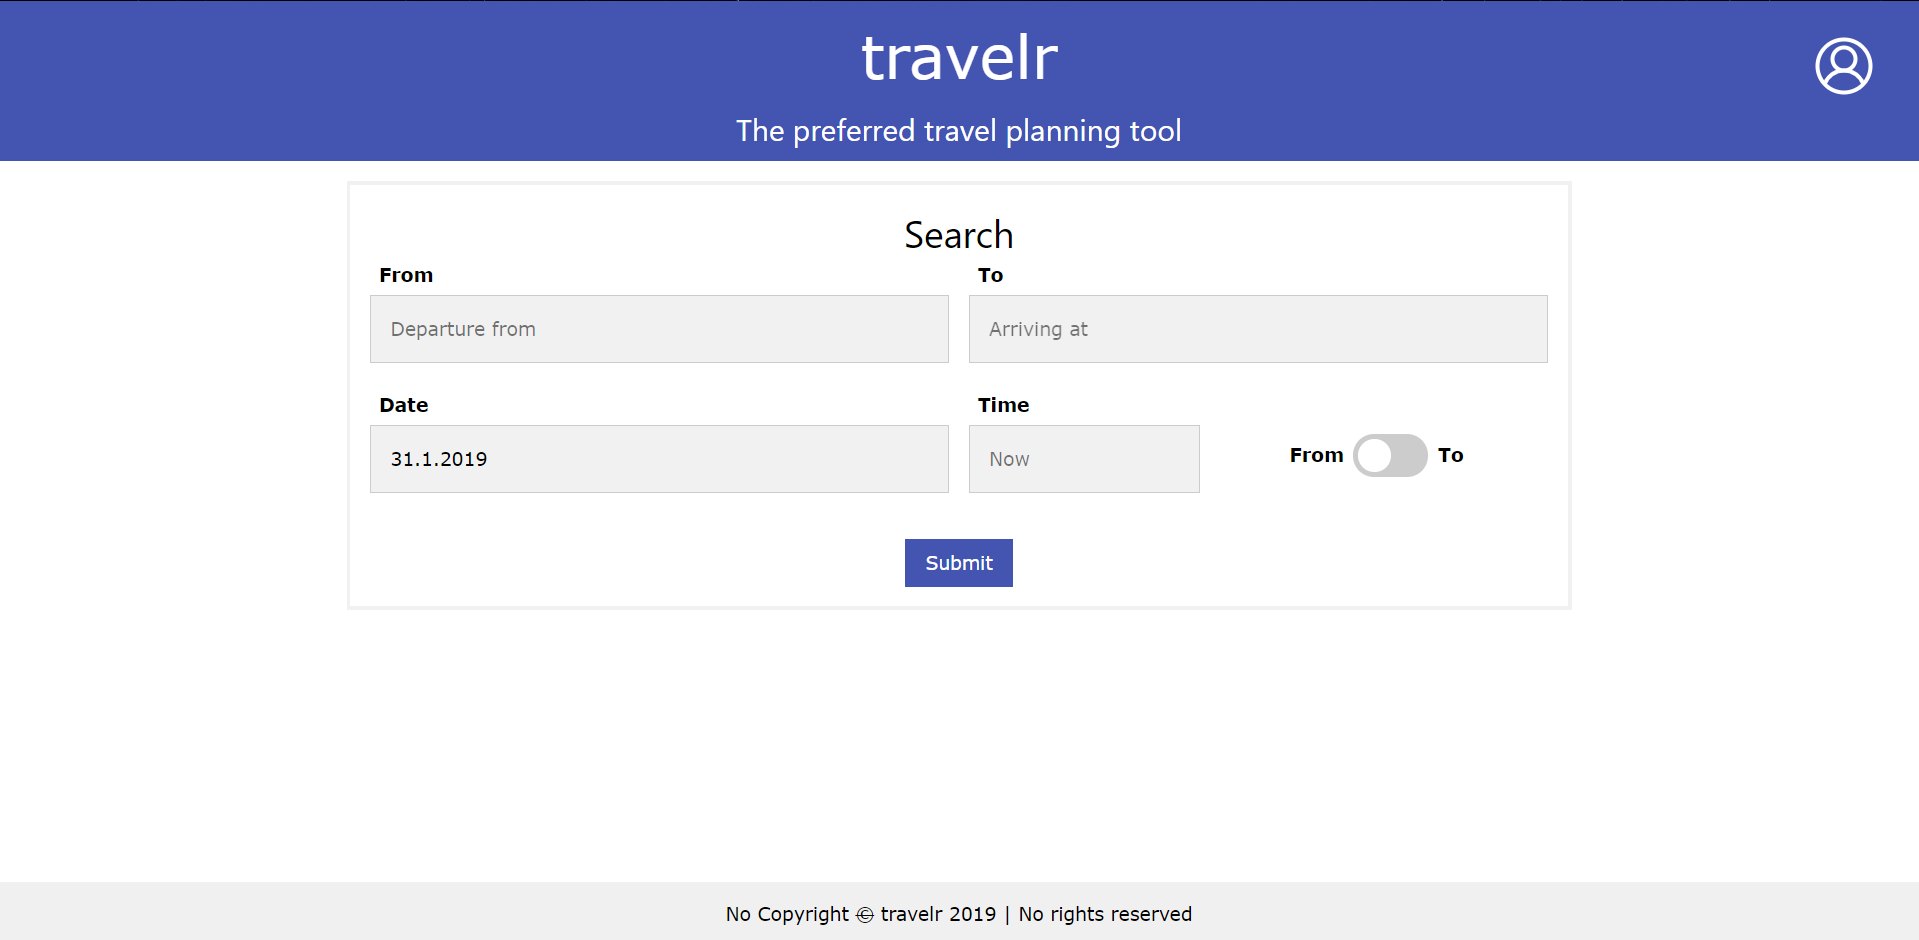 travelr
The preferred travel planning tool
Search
From
To
Departure from
Arriving at
Date
Time
31.1.2019
Now
From
To
Submit
No Copyright © travelr 2019 | No rights reserved